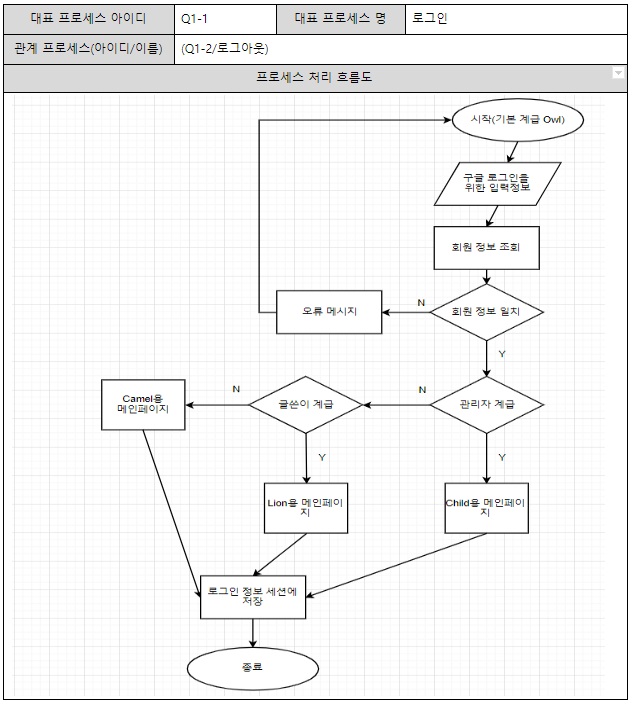 대표 프로세스 아이디 Q1-1 대표 프로세스 명 로그인
관계 프로세스(아이디/이름) (Q1-2/로그아웃)
프로세스 처리 흐름도
시작(기본 계급 Owl)
구글 로그인을
위한 입력정보
회원 정보 조회
오류 메시지
N
회원 정보 일치
Y
Camel용
메인페이지
N
글쓴이 계급
N
관리자 계급
Y
Y
Lion용 메인페이
지
Child용 메인페이
지
로그인 정보 세션에
저장
종료